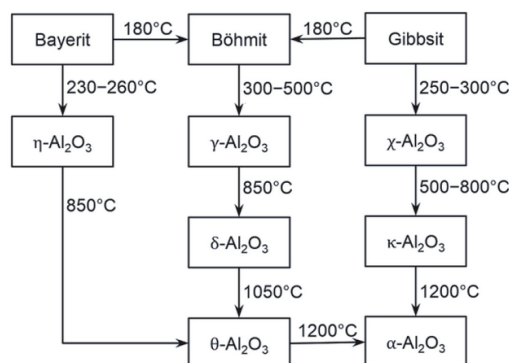 Bayerit 180°C Böhmit 180°C Gibbsit
230–260°C 300–500°C 250–300°C
η-Al₂O₃ γ-Al₂O₃ χ-Al₂O₃
850°C 850°C 500–800°C
δ-Al₂O₃ κ-Al₂O₃
1050°C 1200°C
θ-Al₂O₃ 1200°C α-Al₂O₃